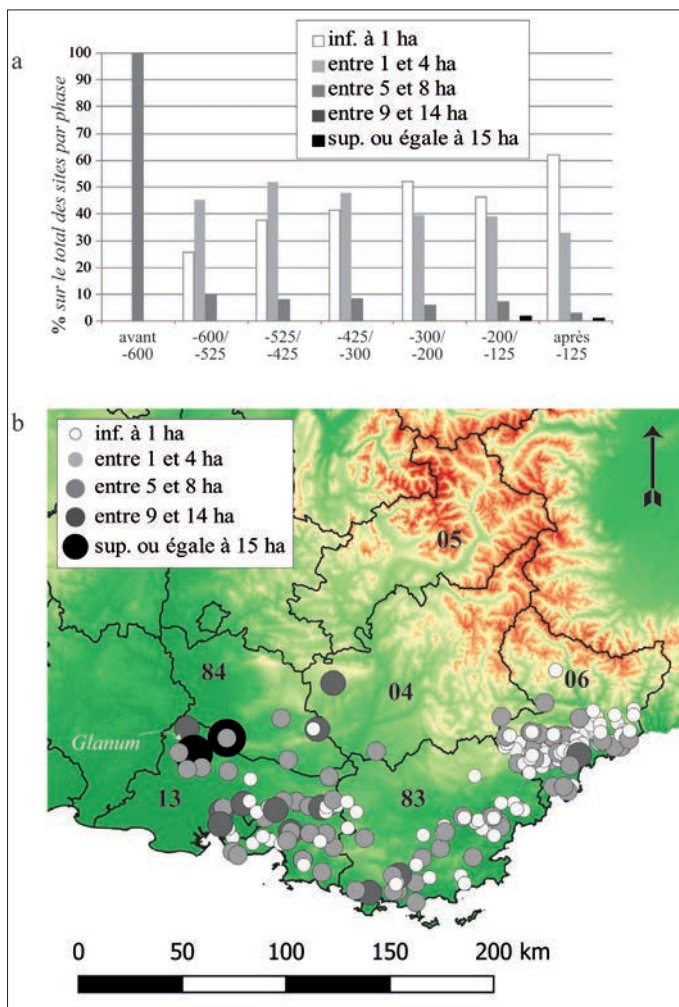 a
% sur le total des sites par phase
100
90
80
70
60
50
40
30
20
10
0
inf. à 1 ha
entre 1 et 4 ha
entre 5 et 8 ha
entre 9 et 14 ha
sup. ou égale à 15 ha
avant -600/ -525/ -425/ -300/ -200/ après
-600 -525 -425 -300 -200 -125 -125
b
inf. à 1 ha
entre 1 et 4 ha
entre 5 et 8 ha
entre 9 et 14 ha
sup. ou égale à 15 ha
05
84
04
06
Glanum
13
83
0 50 100 150 200 km